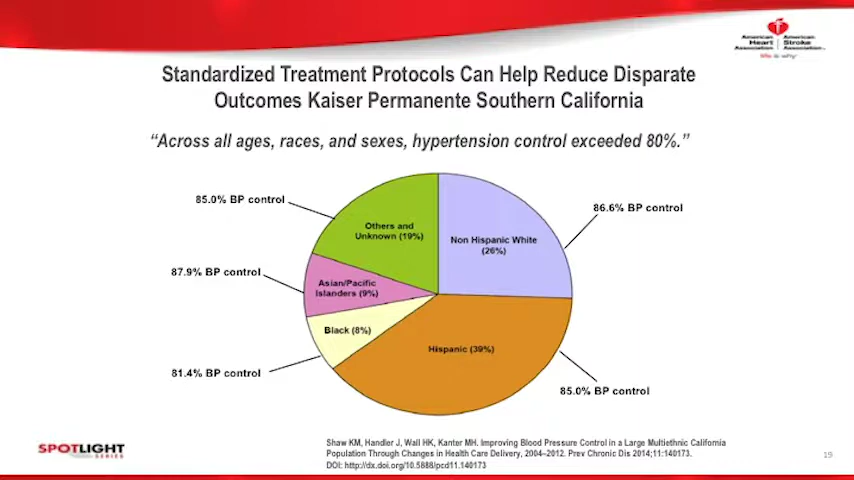 American Heart Association
American Stroke Association
Standardized Treatment Protocols Can Help Reduce Disparate
Outcomes Kaiser Permanente Southern California
“Across all ages, races, and sexes, hypertension control exceeded 80%.”
85.0% BP control
86.6% BP control
Others and
Unknown (19%)
Non Hispanic White
(26%)
87.9% BP control
Asian/Pacific
Islanders (9%)
Black (8%)
Hispanic (39%)
81.4% BP control
85.0% BP control
Shaw KM, Handler J, Wall HK, Kanter MH. Improving Blood Pressure Control in a Large Multiethnic California
Population Through Changes in Health Care Delivery, 2004–2012. Prev Chronic Dis 2014;11:140173.
DOI: http://dx.doi.org/10.5888/pcd11.140173
SPOTLIGHT
SERIES
19